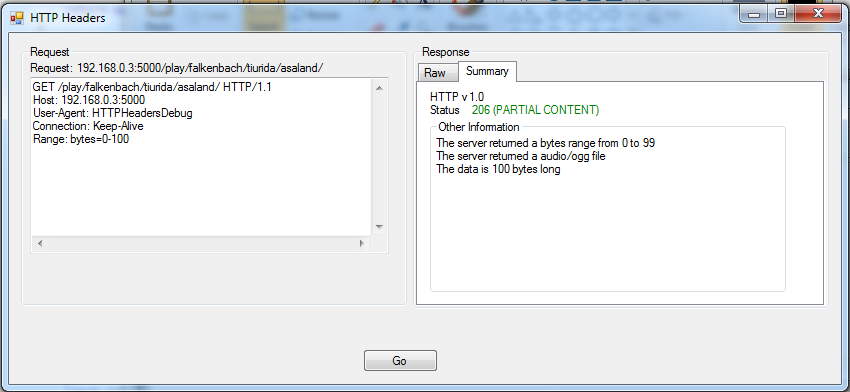 HTTP Headers
Request
Request: 192.168.0.3:5000/play/falkenbach/tiurida/asaland/
GET /play/falkenbach/tiurida/asaland/ HTTP/1.1
Host: 192.168.0.3:5000
User-Agent: HTTPHeadersDebug
Connection: Keep-Alive
Range: bytes=0-100
Response
Raw Summary
HTTP v 1.0
Status 206 (PARTIAL CONTENT)
Other Information
The server returned a bytes range from 0 to 99
The server returned a audio/ogg file
The data is 100 bytes long
Go